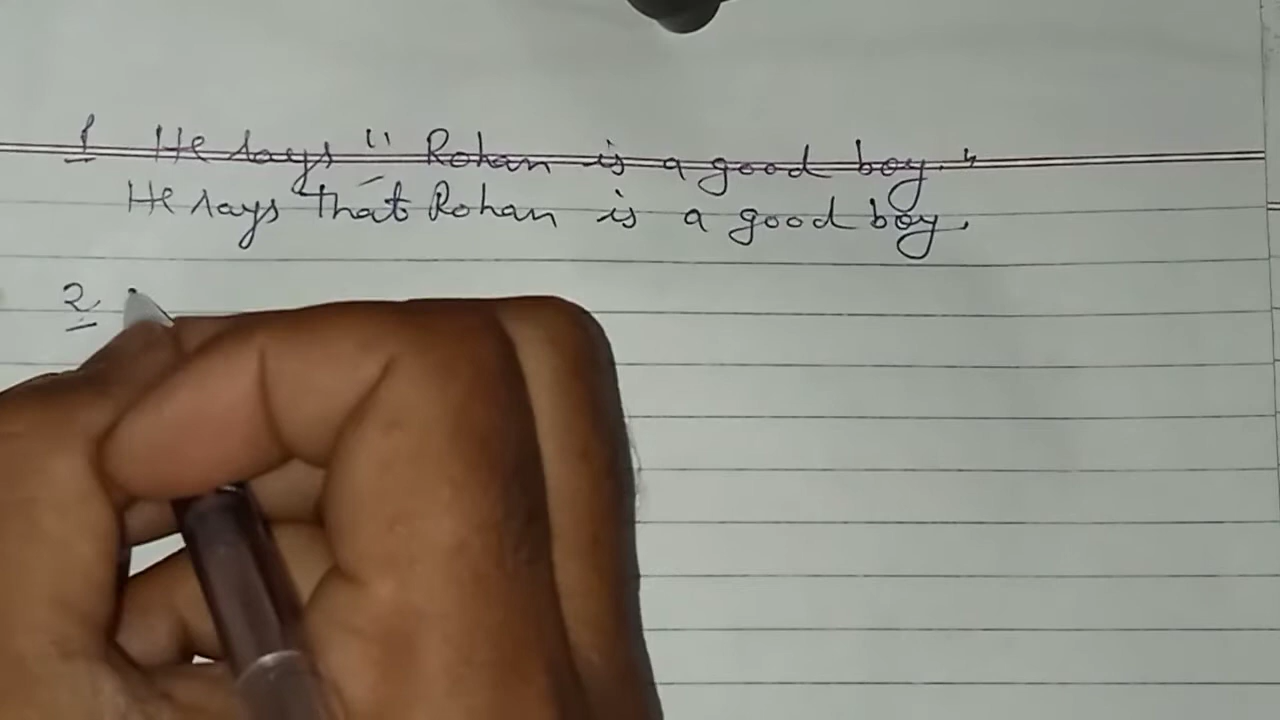 1 He says " Rohan is a good boy."
He says that Rohan is a good boy.
2